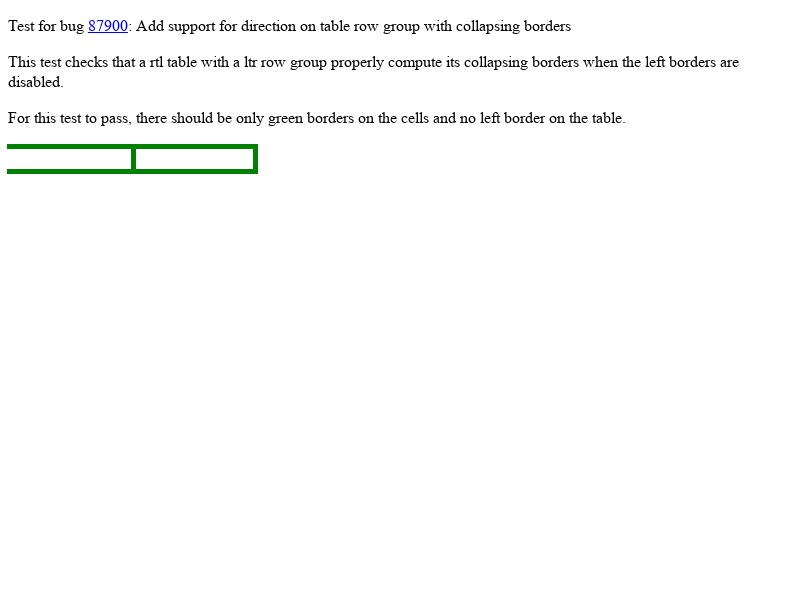 Test for bug 87900: Add support for direction on table row group with collapsing borders
This test checks that a rtl table with a ltr row group properly compute its collapsing borders when the left borders are
disabled.
For this test to pass, there should be only green borders on the cells and no left border on the table.